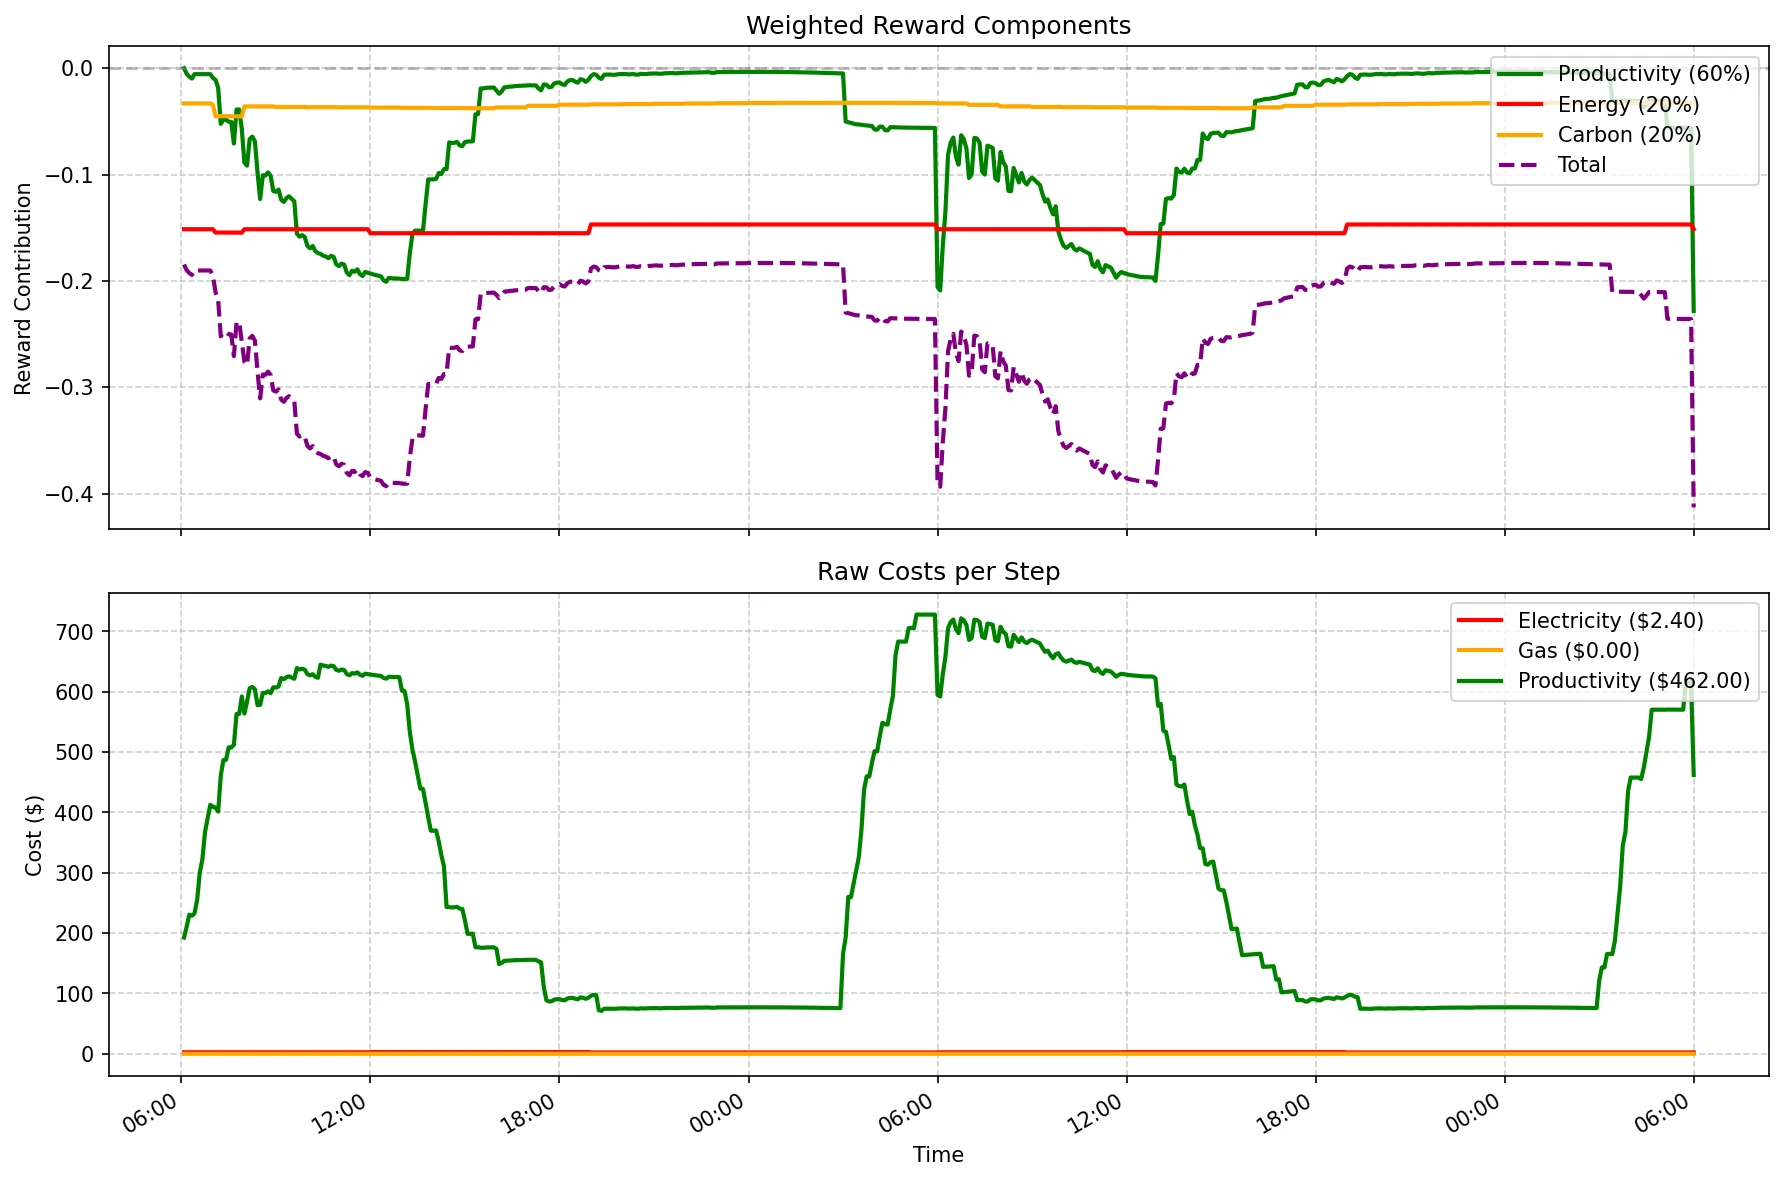 Weighted Reward Components
0.0
−0.1
−0.2
−0.3
−0.4
Reward Contribution
Productivity (60%)
Energy (20%)
Carbon (20%)
Total
Raw Costs per Step
700
600
500
400
300
200
100
0
Cost ($)
Electricity ($2.40)
Gas ($0.00)
Productivity ($462.00)
06:00
12:00
18:00
00:00
06:00
12:00
18:00
00:00
06:00
Time